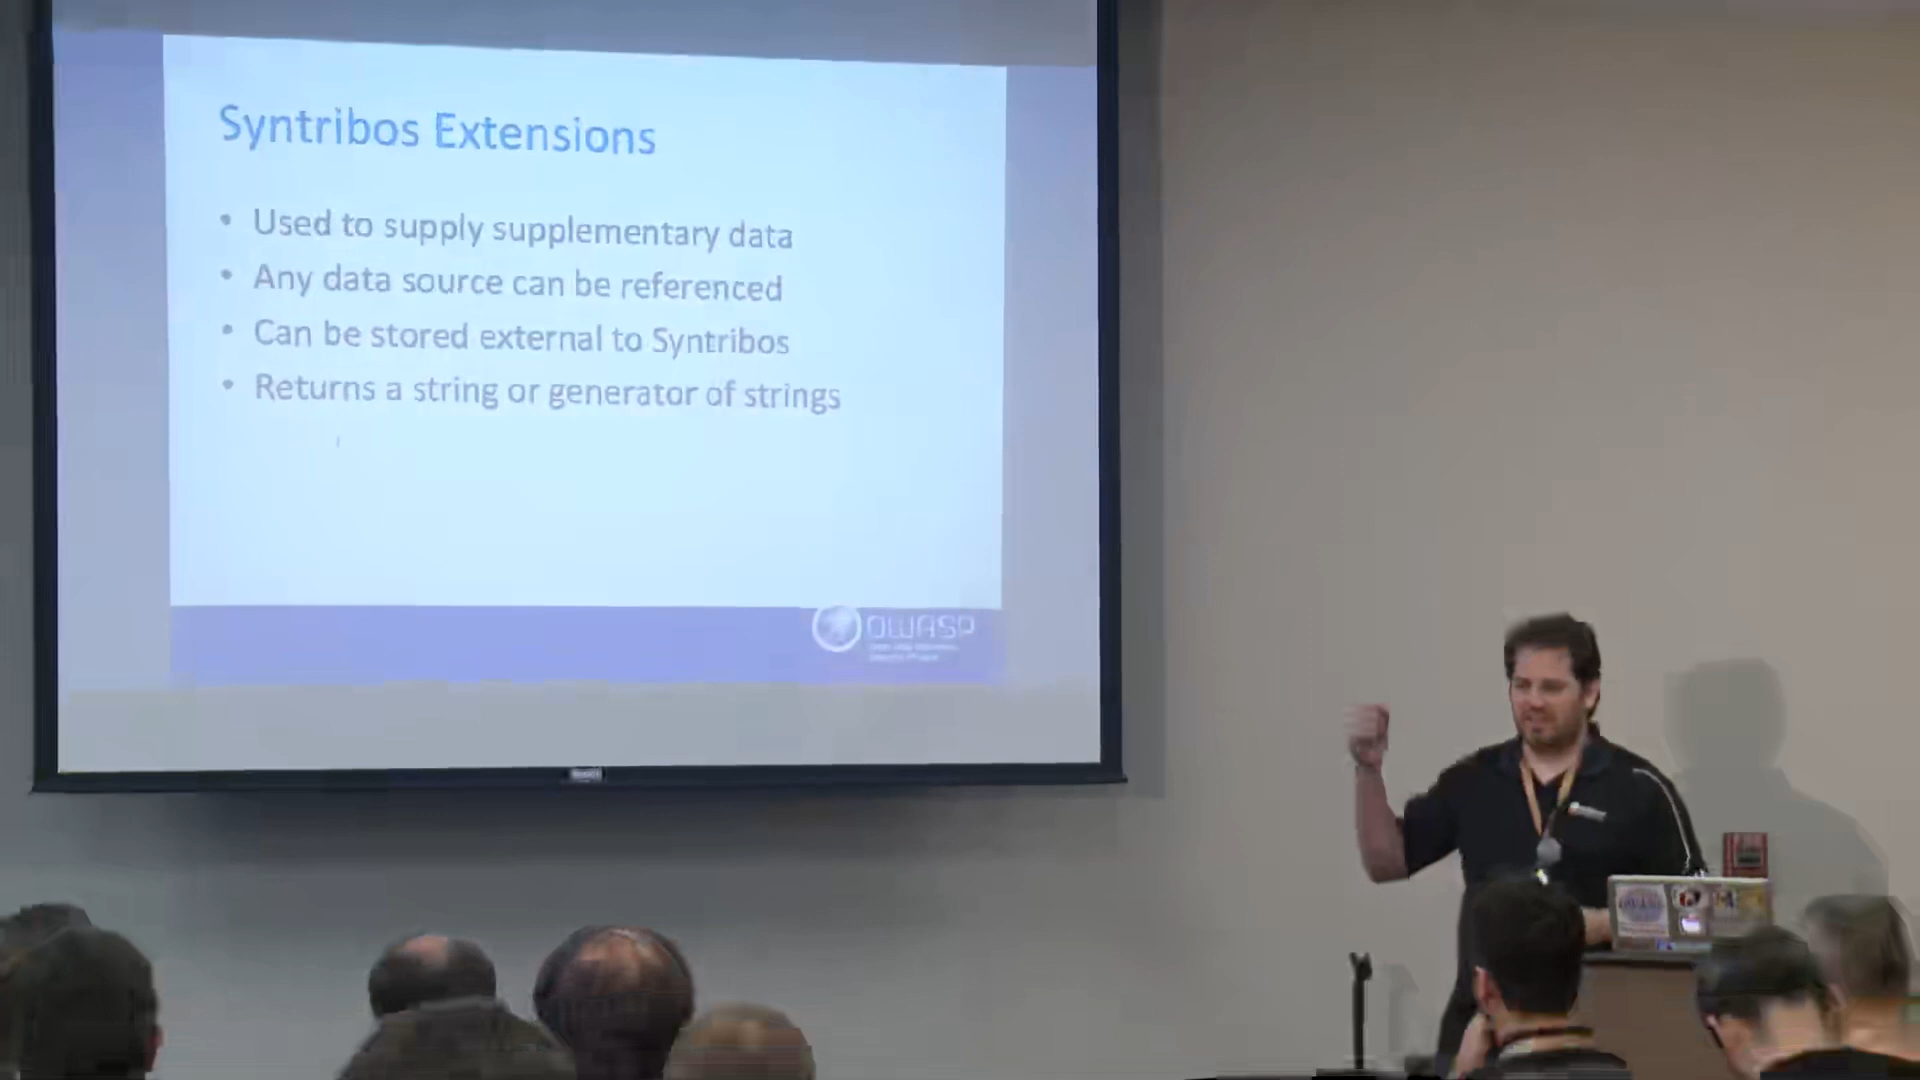 Syntribos Extensions
• Used to supply supplementary data
• Any data source can be referenced
• Can be stored external to Syntribos
• Returns a string or generator of strings
OWASP